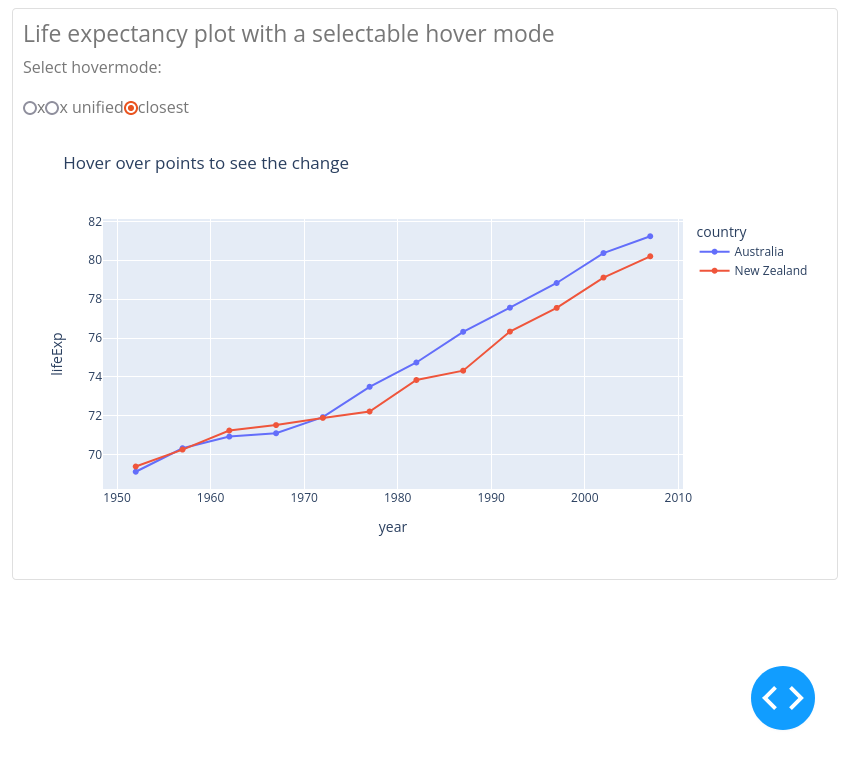 Life expectancy plot with a selectable hover mode
Select hovermode:
x x unified closest
Hover over points to see the change
82
80
78
76
74
72
70
lifeExp
1950 1960 1970 1980 1990 2000 2010
year
country
Australia
New Zealand